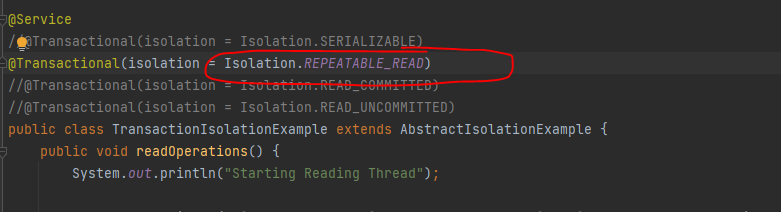 @Service
//@Transactional(isolation = Isolation.SERIALIZABLE)
@Transactional(isolation = Isolation.REPEATABLE_READ)
//@Transactional(isolation = Isolation.READ_COMMITTED)
//@Transactional(isolation = Isolation.READ_UNCOMMITTED)
public class TransactionIsolationExample extends AbstractIsolationExample {
public void readOperations() {
System.out.println("Starting Reading Thread");